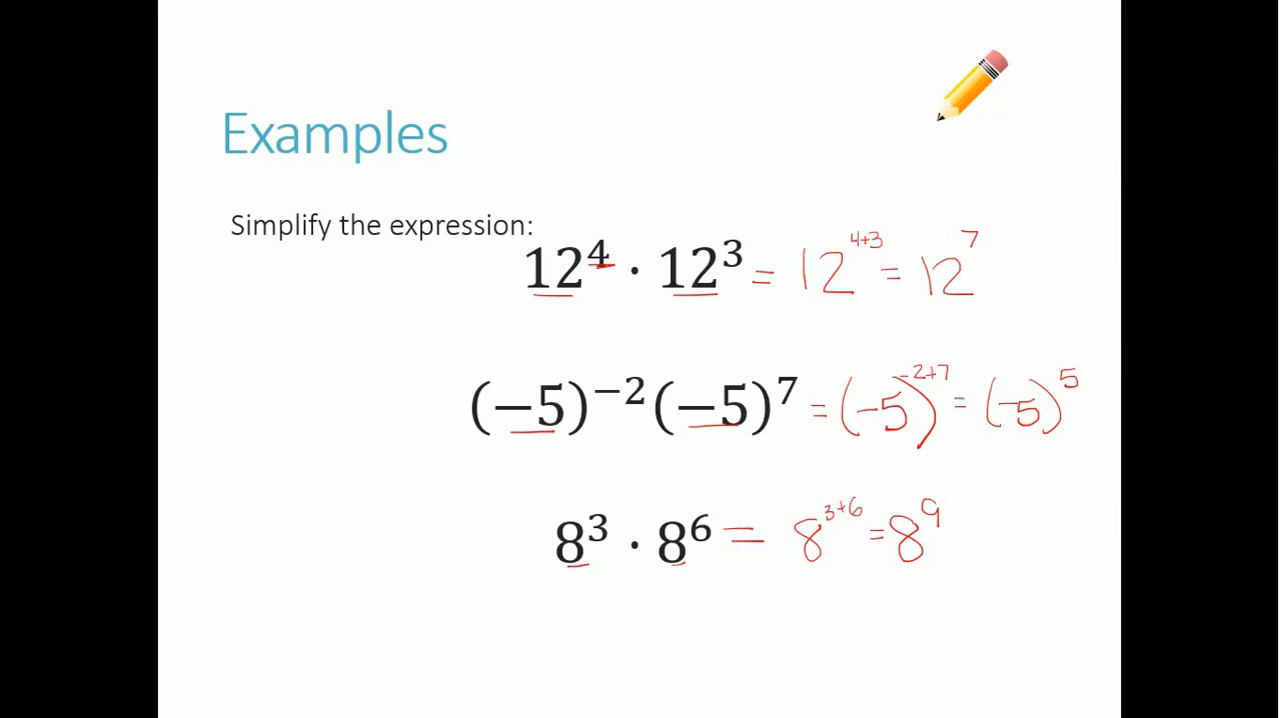 Examples
Simplify the expression:
12⁴ · 12³ = 12⁴⁺³ = 12⁷
(−5)⁻²(−5)⁷ = (−5)⁻²⁺⁷ = (−5)⁵
8³ · 8⁶ = 8³⁺⁶ = 8⁹